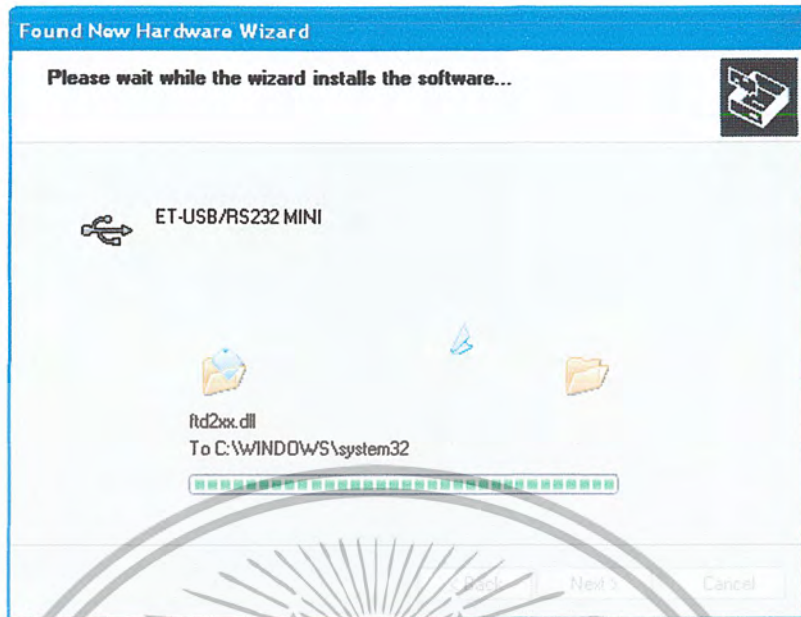 Found New Hardware Wizard
Please wait while the wizard installs the software...
ET-USB/RS232 MINI
ftd2xx.dll
To C:\WINDOWS\system32
< Back Next > Cancel